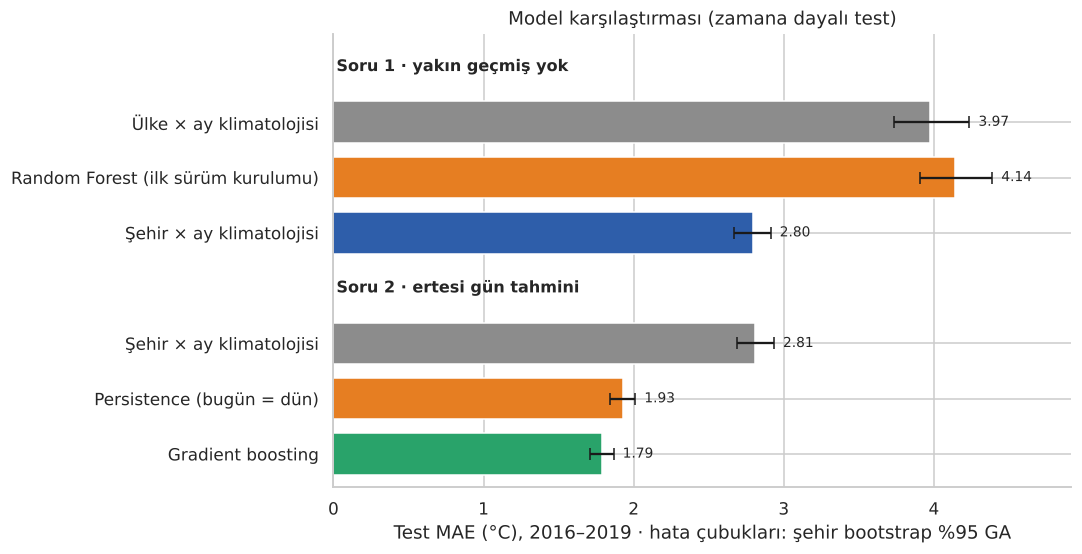 Model karşılaştırması (zamana dayalı test)
Soru 1 · yakın geçmiş yok
Ülke × ay klimatolojisi
3.97
Random Forest (ilk sürüm kurulumu)
4.14
Şehir × ay klimatolojisi
2.80
Soru 2 · ertesi gün tahmini
Şehir × ay klimatolojisi
2.81
Persistence (bugün = dün)
1.93
Gradient boosting
1.79
0 1 2 3 4
Test MAE (°C), 2016–2019 · hata çubukları: şehir bootstrap %95 GA